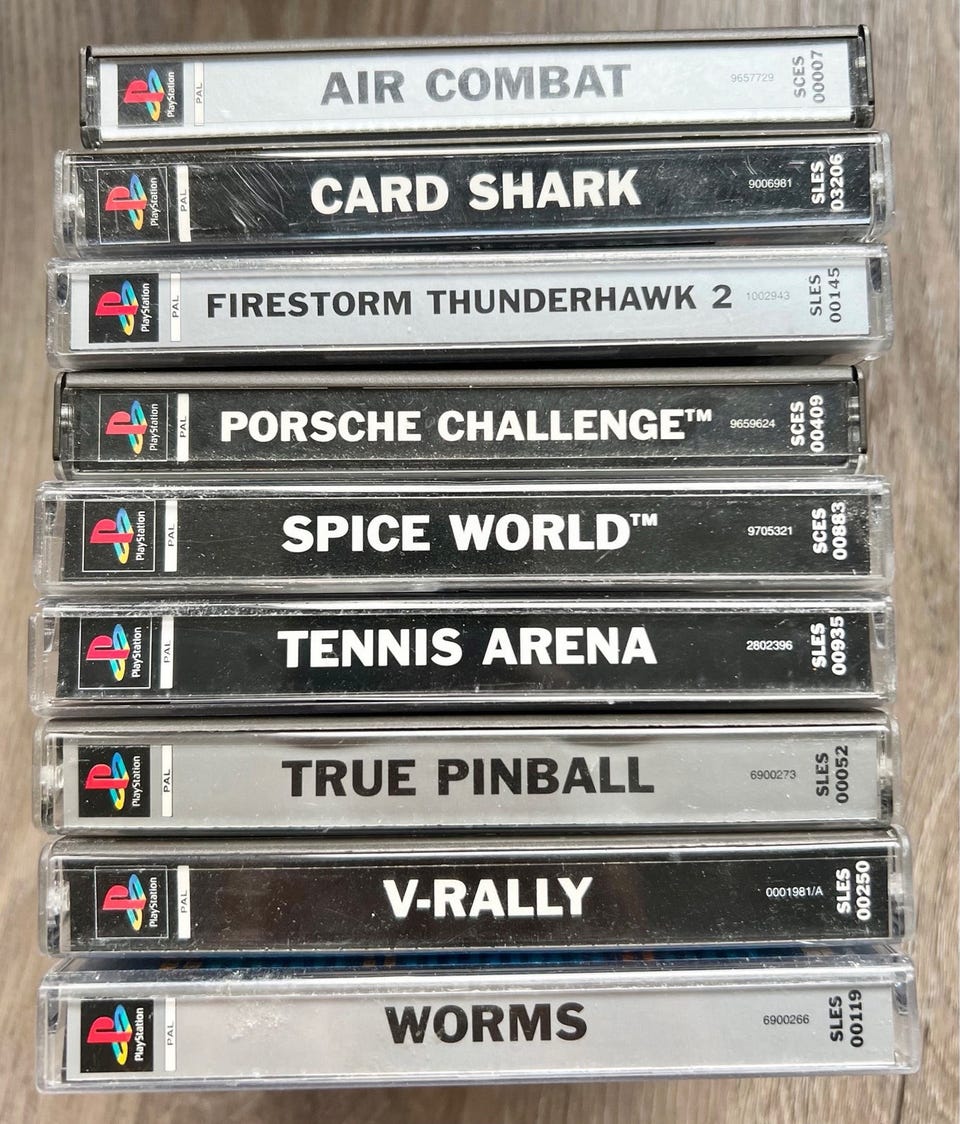 PlayStation PAL AIR COMBAT 9657729 SCES 00007
PlayStation PAL CARD SHARK 9006981 SLES 03206
PlayStation PAL FIRESTORM THUNDERHAWK 2 1002943 SLES 00145
PlayStation PAL PORSCHE CHALLENGE™ 9659624 SCES 00409
PlayStation PAL SPICE WORLD™ 9705321 SCES 00883
PlayStation PAL TENNIS ARENA 2802396 SLES 00935
PlayStation PAL TRUE PINBALL 6900273 SLES 00052
PlayStation PAL V-RALLY 0001981/A SLES 00250
PlayStation PAL WORMS 6900266 SLES 00119